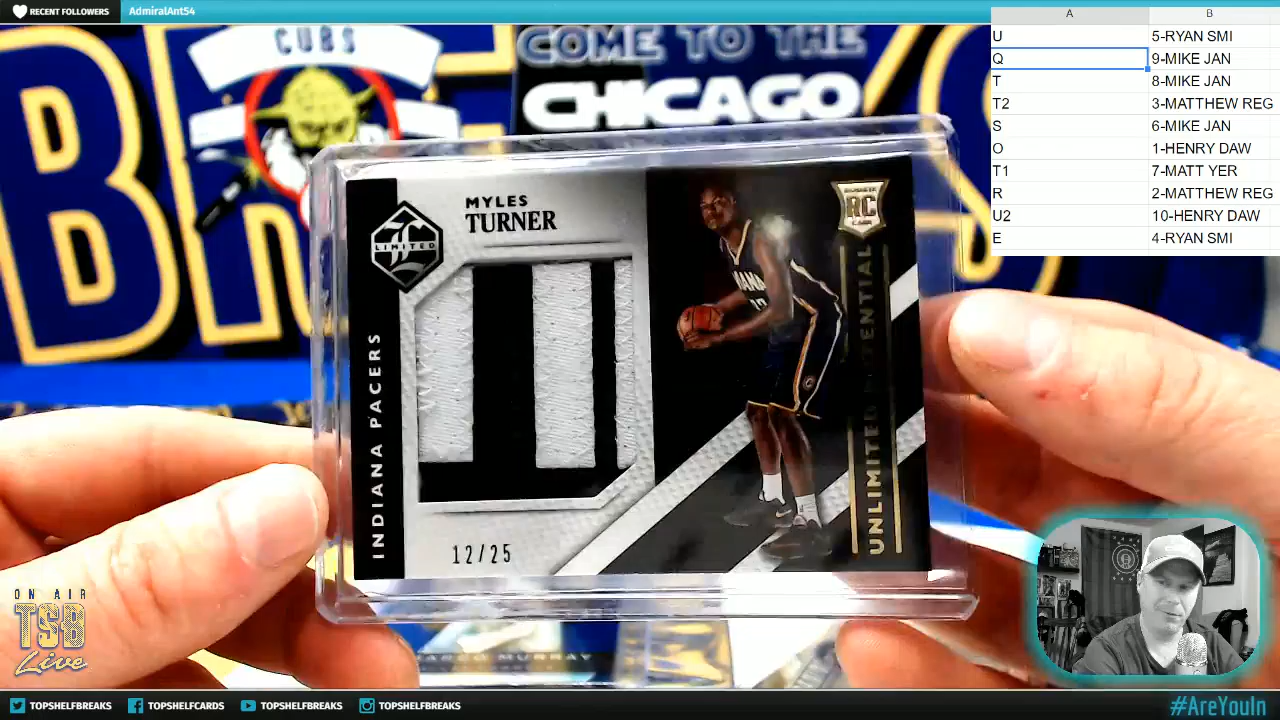 RECENT FOLLOWERS
AdmiralAnt54
A
B
U
5-RYAN SMI
Q
9-MIKE JAN
T
8-MIKE JAN
T2
3-MATTHEW REG
S
6-MIKE JAN
O
1-HENRY DAW
T1
7-MATT YER
R
2-MATTHEW REG
U2
10-HENRY DAW
E
4-RYAN SMI
CUBS
COME TO THE
CHICAGO
LIMITED
MYLES
TURNER
RC
INDIANA PACERS
12/25
MURRAY
ON AIR
TSB
Live
TOPSHELFBREAKS
TOPSHELFCARDS
TOPSHELFBREAKS
TOPSHELFBREAKS
#AreYouIn